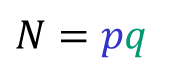 N = pq